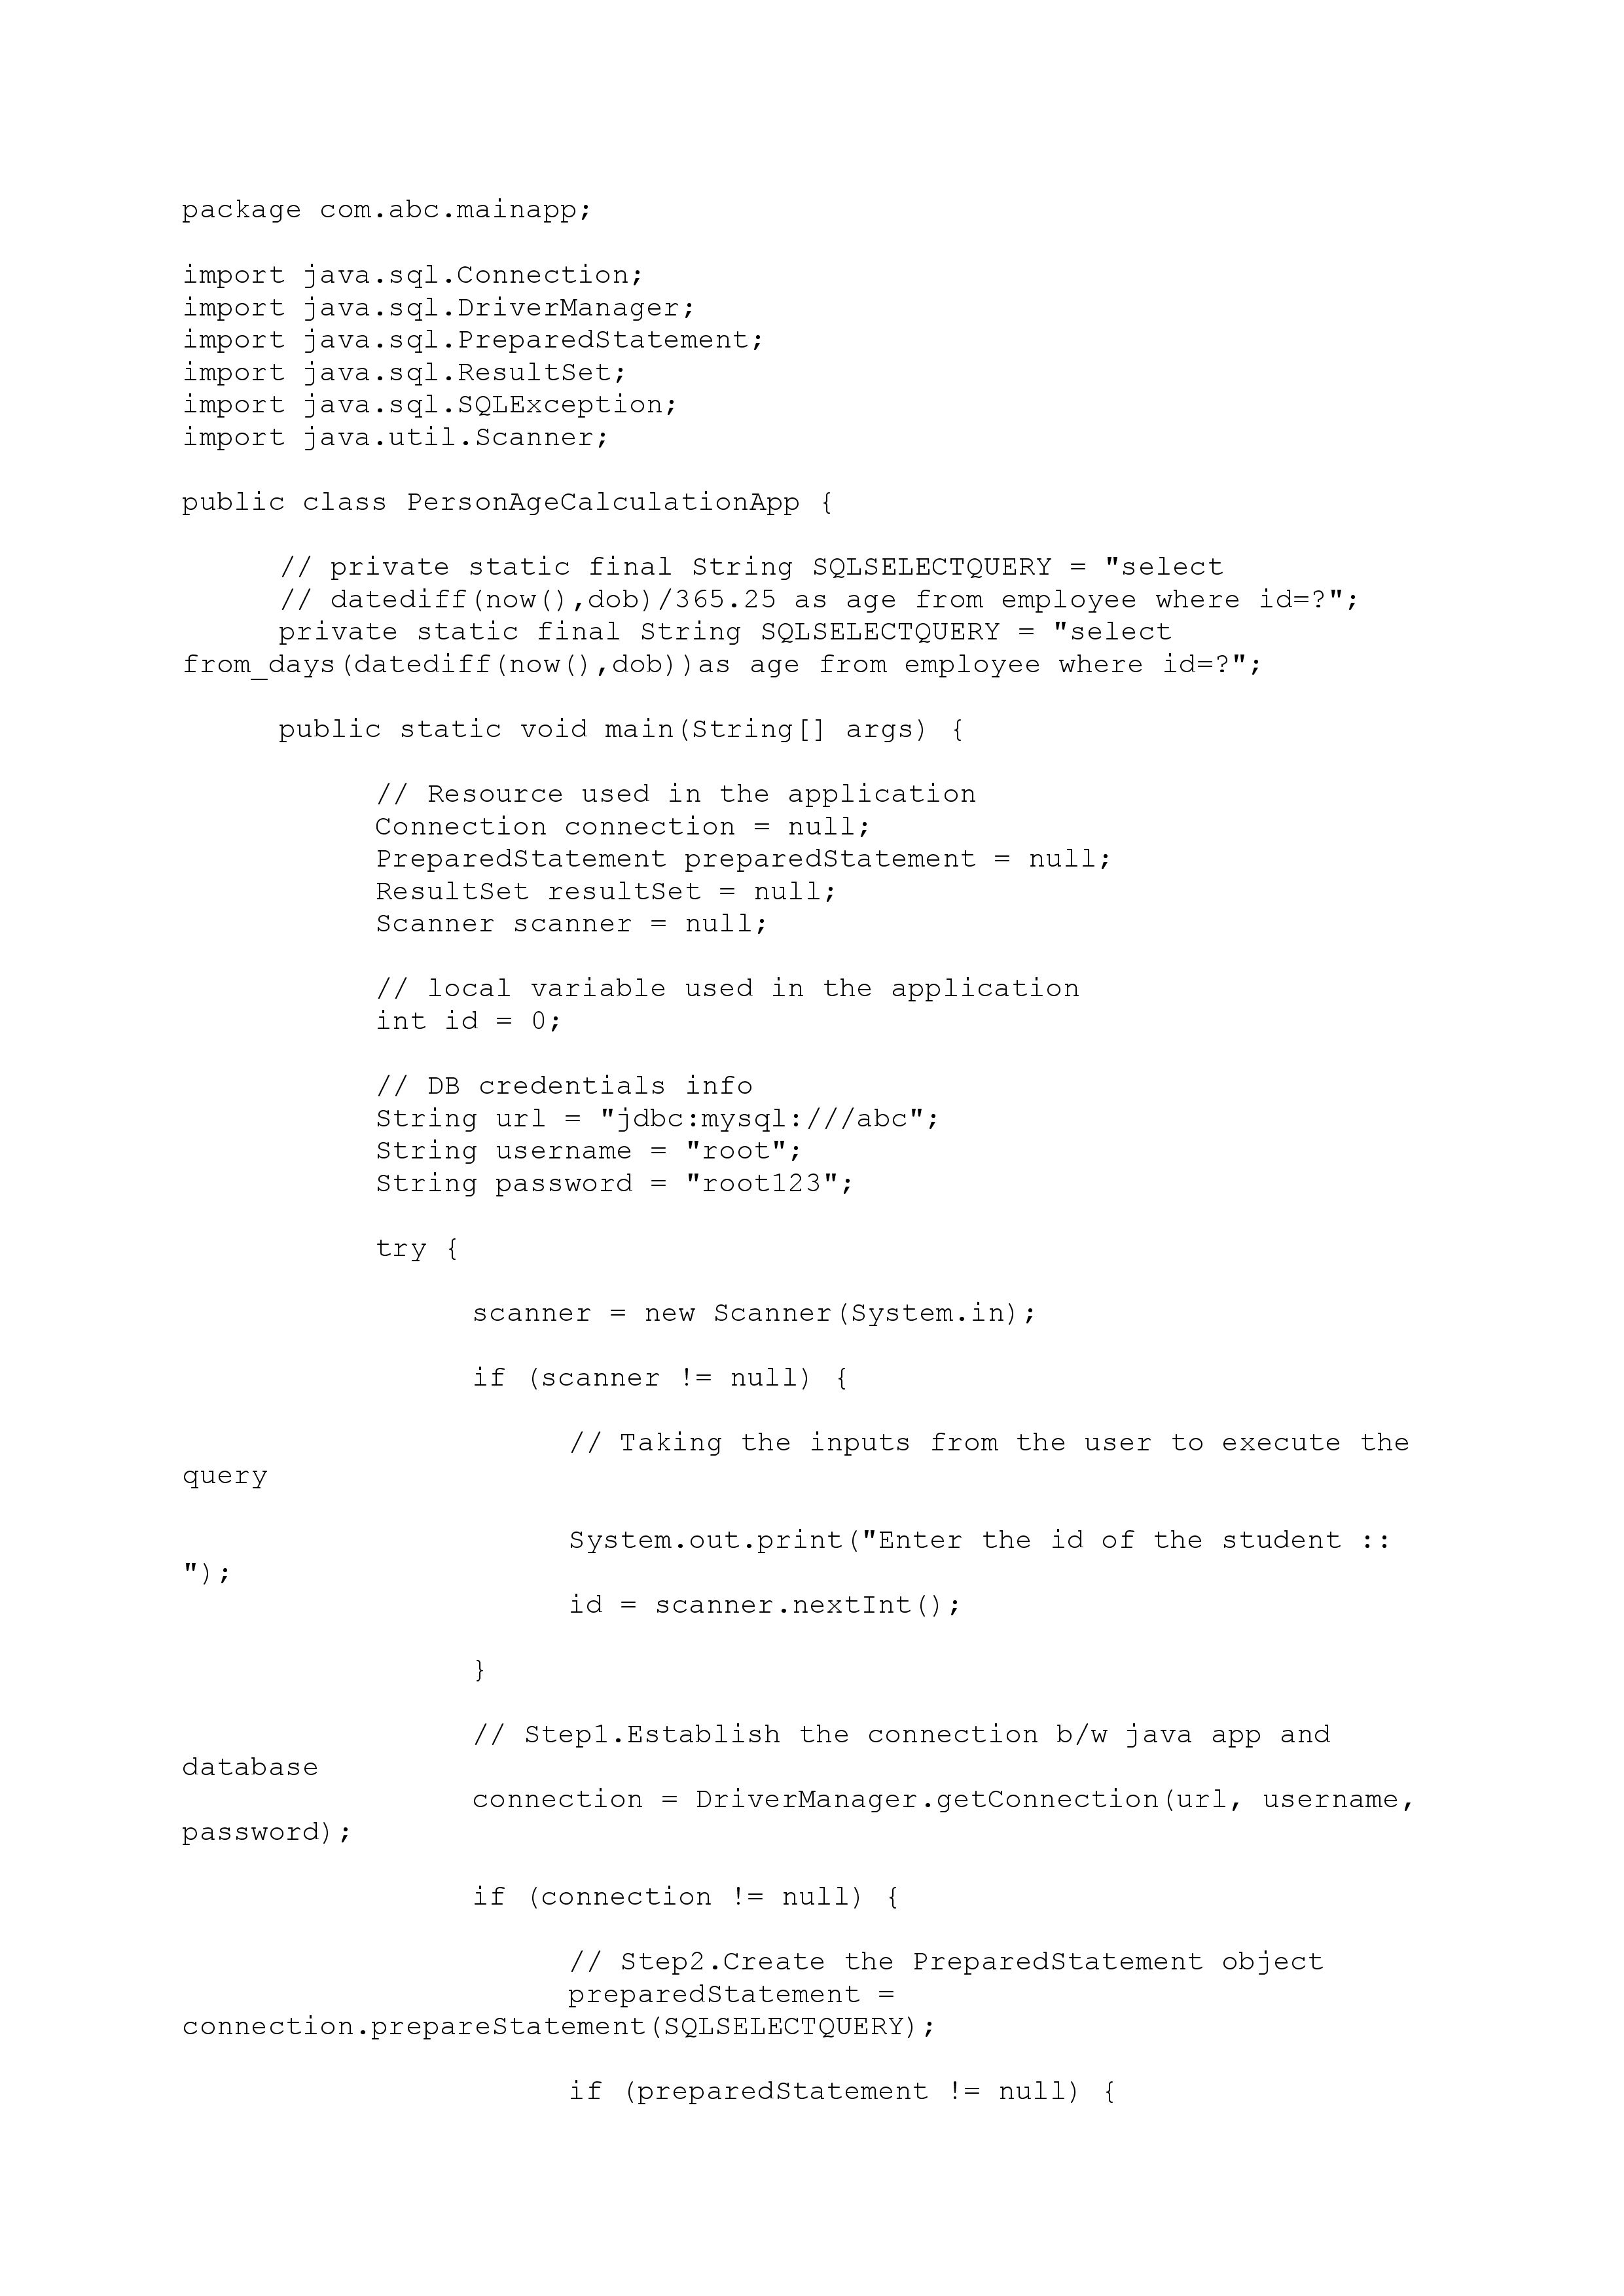 package com.abc.mainapp;
import java.sql.Connection;
import java.sql.DriverManager;
import java.sql.PreparedStatement;
import java.sql.ResultSet;
import java.sql.SQLException;
import java.util.Scanner;
public class PersonAgeCalculationApp {
// private static final String SQLSELECTQUERY = "select
// datediff(now(),dob)/365.25 as age from employee where id=?";
private static final String SQLSELECTQUERY = "select
from_days(datediff(now(),dob))as age from employee where id=?";
public static void main(String[] args) {
// Resource used in the application
Connection connection = null;
PreparedStatement preparedStatement = null;
ResultSet resultSet = null;
Scanner scanner = null;
// local variable used in the application
int id = 0;
// DB credentials info
String url = "jdbc:mysql:///abc";
String username = "root";
String password = "root123";
try {
scanner = new Scanner(System.in);
if (scanner != null) {
// Taking the inputs from the user to execute the
query
System.out.print("Enter the id of the student ::
");
id = scanner.nextInt();
}
// Step1.Establish the connection b/w java app and
database
connection = DriverManager.getConnection(url, username,
password);
if (connection != null) {
// Step2.Create the PreparedStatement object
preparedStatement =
connection.prepareStatement(SQLSELECTQUERY);
if (preparedStatement != null) {